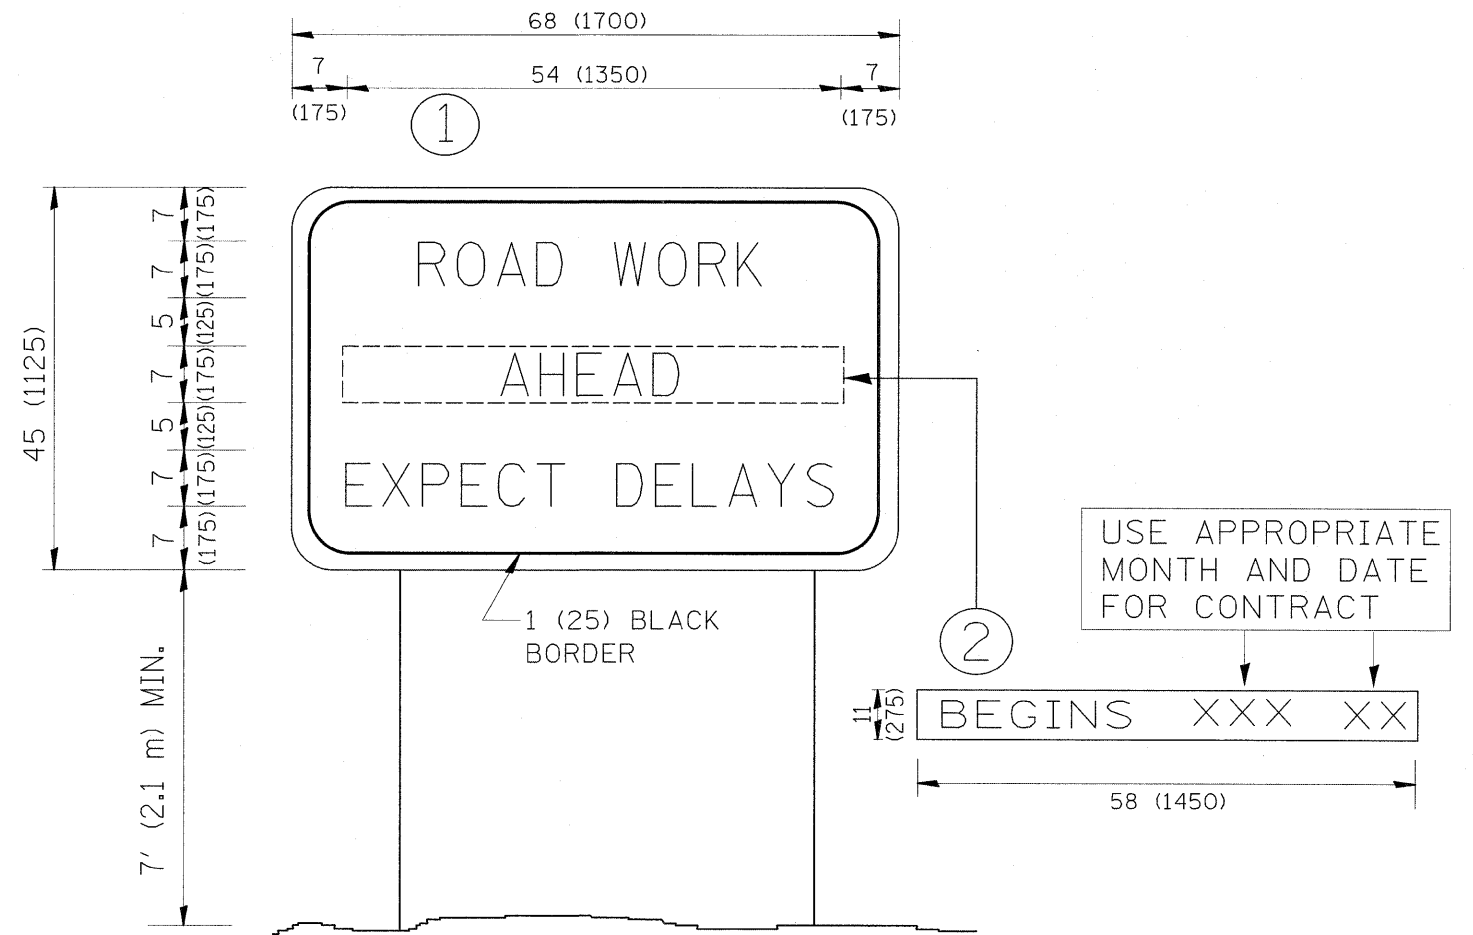 68 (1700)
7
54 (1350)
7
(175)
(175)
1
45 (1125)
7
(175)
7
(175)
5
(125)
7
(175)
5
(125)
7
(175)
7
(175)
ROAD WORK
AHEAD
EXPECT DELAYS
1 (25) BLACK
BORDER
7' (2.1 m) MIN.
2
USE APPROPRIATE
MONTH AND DATE
FOR CONTRACT
11
(275)
BEGINS XXX XX
58 (1450)